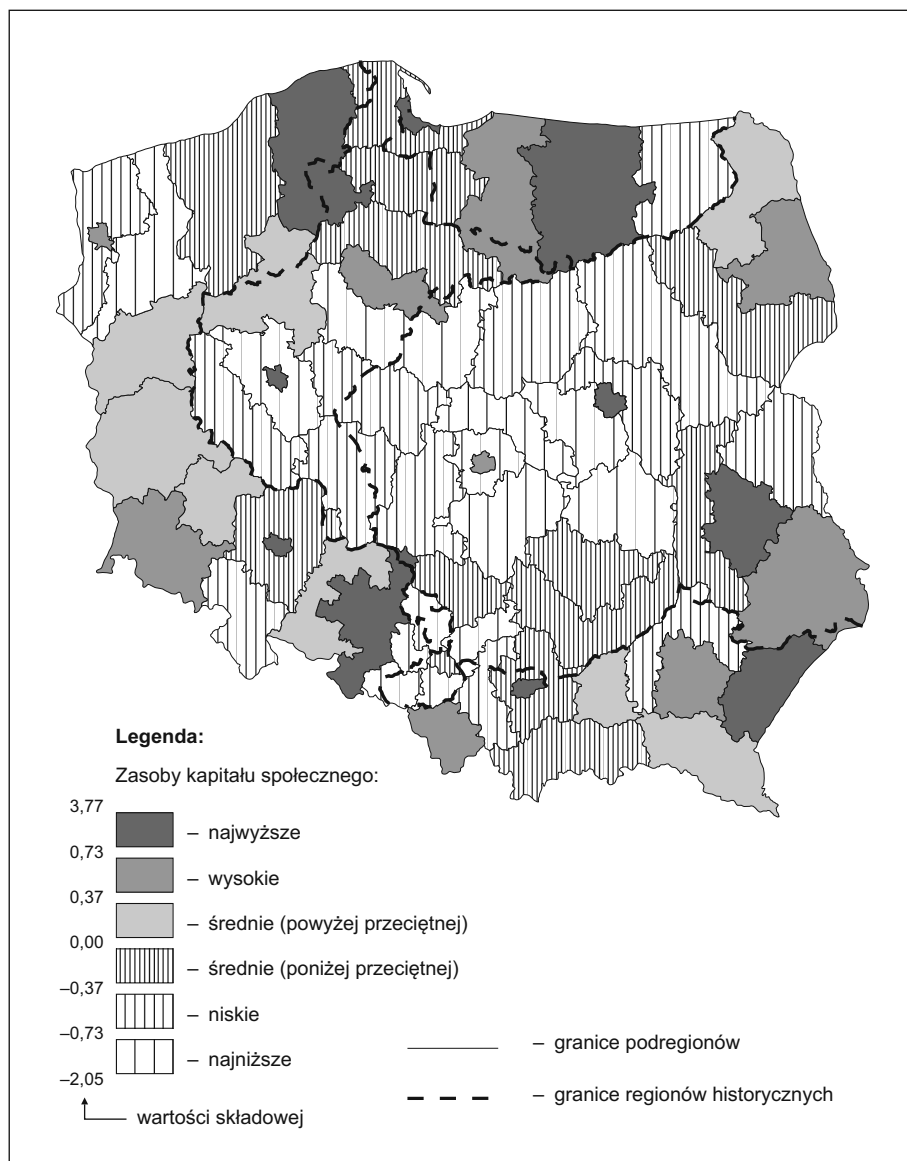 Legenda:
Zasoby kapitału społecznego:
3,77
– najwyższe
0,73
– wysokie
0,37
– średnie (powyżej przeciętnej)
0,00
– średnie (poniżej przeciętnej)
–0,37
– niskie
–0,73
– najniższe
–2,05
wartości składowej
– granice podregionów
– granice regionów historycznych